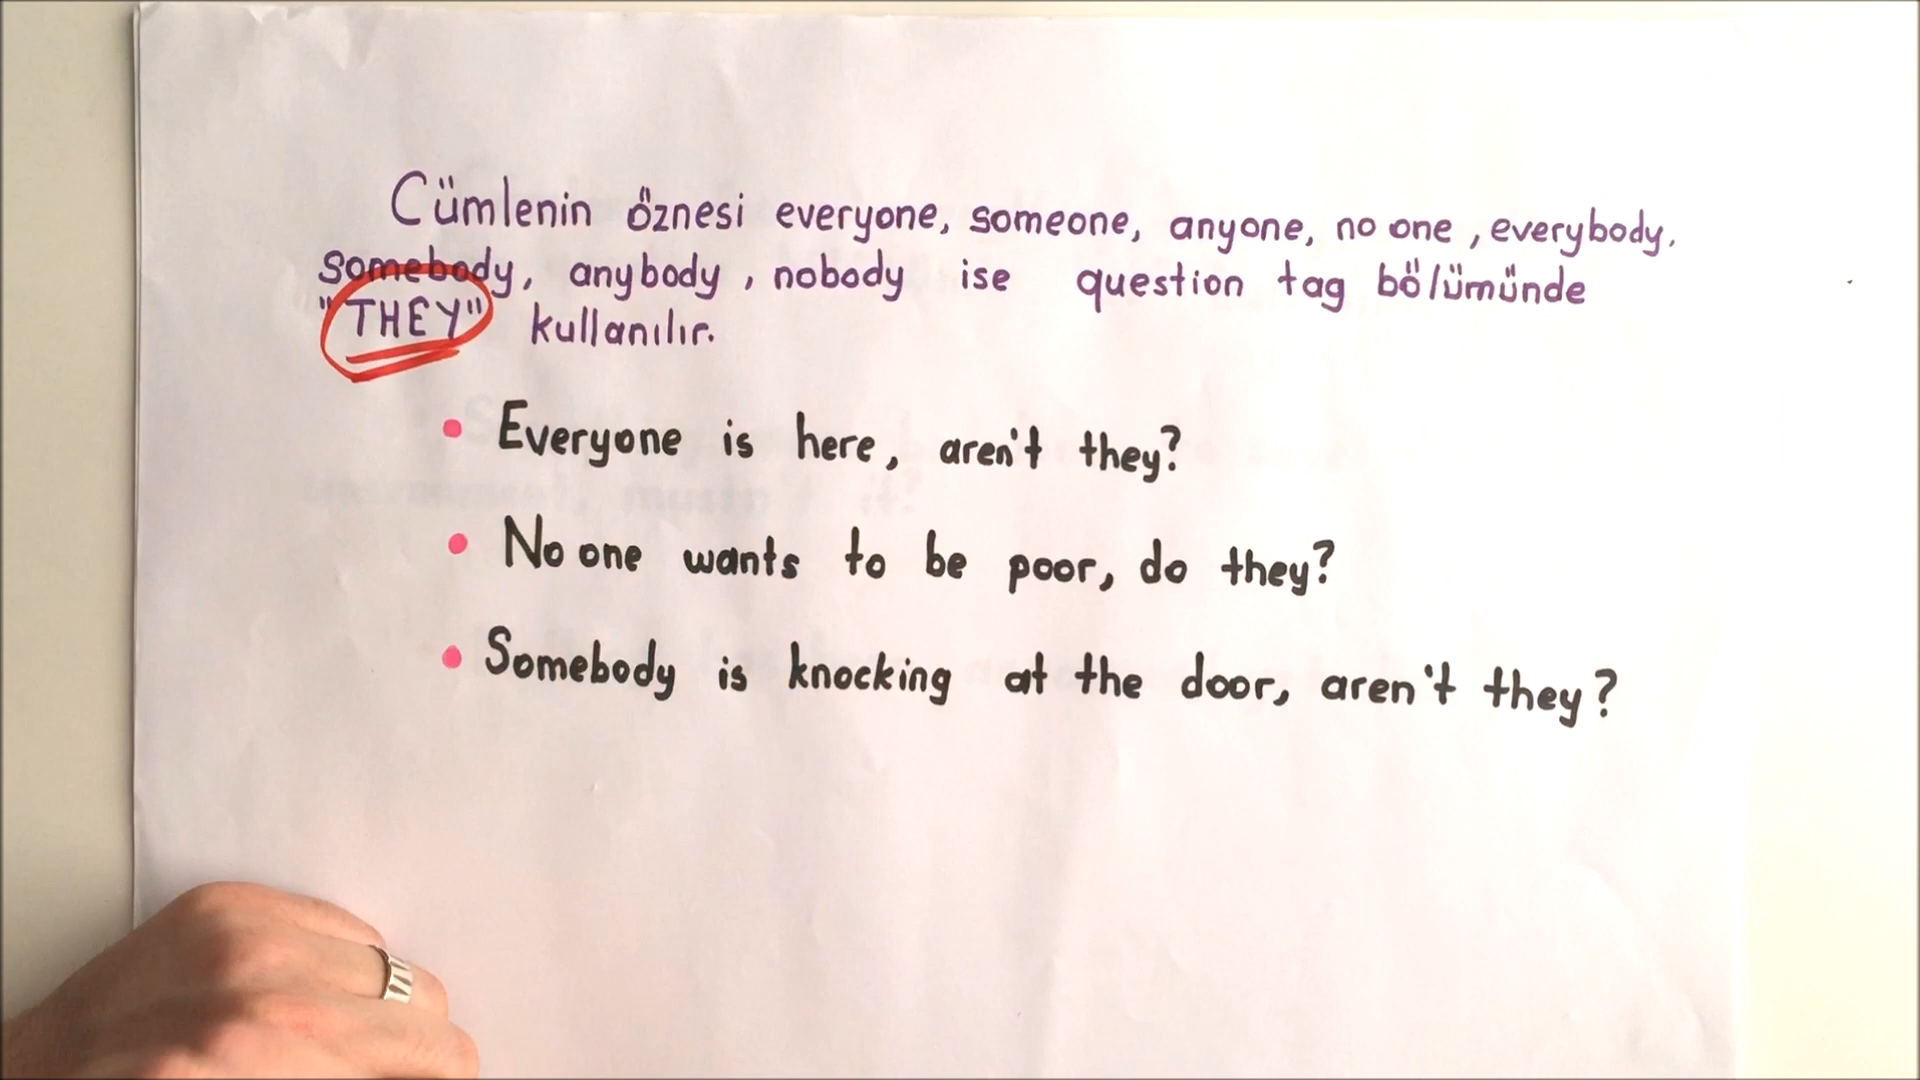 Cümlenin öznesi everyone, someone, anyone, no one, everybody,
somebody, anybody, nobody ise question tag bölümünde
"THEY" kullanılır.
• Everyone is here, aren't they?
• No one wants to be poor, do they?
• Somebody is knocking at the door, aren't they?